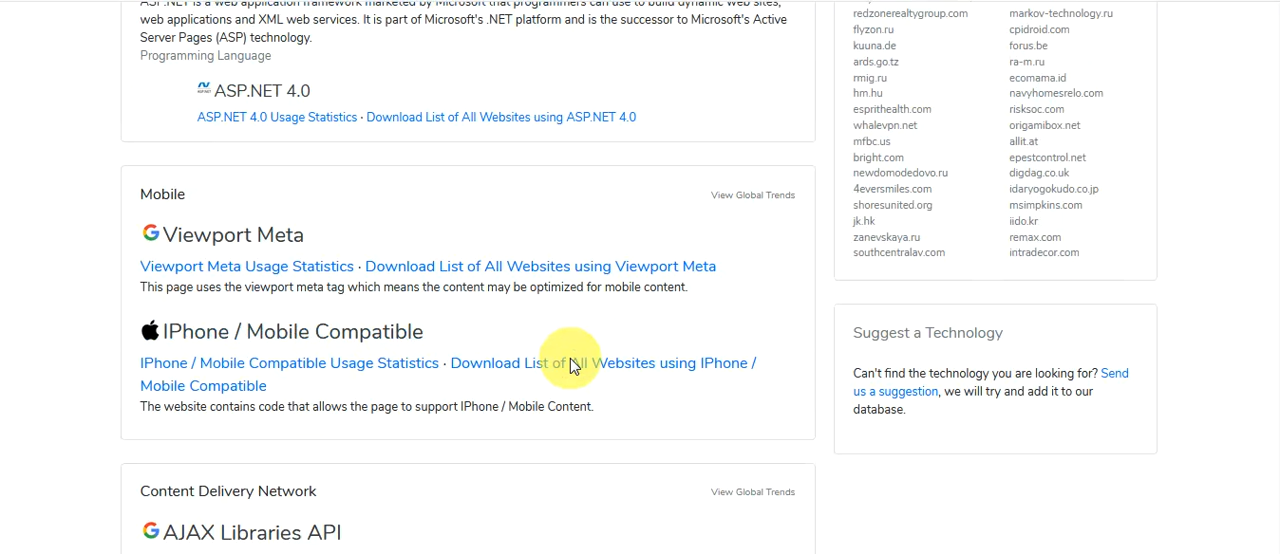 ASP.NET is a web application framework marketed by Microsoft that programmers can use to build dynamic web sites,
web applications and XML web services. It is part of Microsoft's .NET platform and is the successor to Microsoft's Active
Server Pages (ASP) technology.
Programming Language
ASP.NET 4.0
ASP.NET 4.0 Usage Statistics · Download List of All Websites using ASP.NET 4.0
Mobile
View Global Trends
Viewport Meta
Viewport Meta Usage Statistics · Download List of All Websites using Viewport Meta
This page uses the viewport meta tag which means the content may be optimized for mobile content.
IPhone / Mobile Compatible
IPhone / Mobile Compatible Usage Statistics · Download List of All Websites using IPhone /
Mobile Compatible
The website contains code that allows the page to support IPhone / Mobile Content.
Content Delivery Network
View Global Trends
AJAX Libraries API
redzonerealtygroup.com markov-technology.ru
flyzon.ru cpidroid.com
kuuna.de forus.be
ards.go.tz ra-m.ru
rmig.ru ecomama.id
hm.hu navyhomesrelo.com
esprithealth.com risksoc.com
whalevpn.net origamibox.net
mfbc.us allit.at
bright.com epestcontrol.net
newdomodedovo.ru digdag.co.uk
4eversmiles.com idaryogokudo.co.jp
shoresunited.org msimpkins.com
jk.hk iido.kr
zanevskaya.ru remax.com
southcentralav.com intradecor.com
Suggest a Technology
Can't find the technology you are looking for? Send
us a suggestion, we will try and add it to our
database.